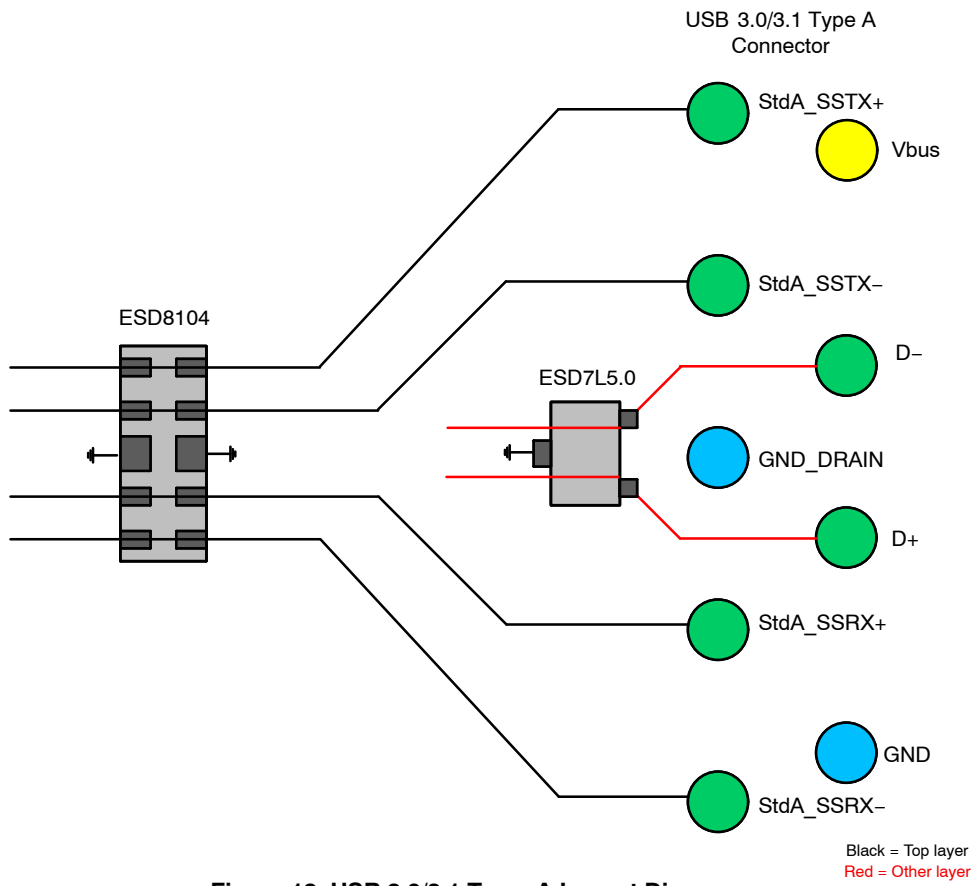 USB 3.0/3.1 Type A
Connector
StdA_SSTX+
Vbus
StdA_SSTX−
ESD8104
D−
ESD7L5.0
GND_DRAIN
D+
StdA_SSRX+
GND
StdA_SSRX−
Black = Top layer
Red = Other layer